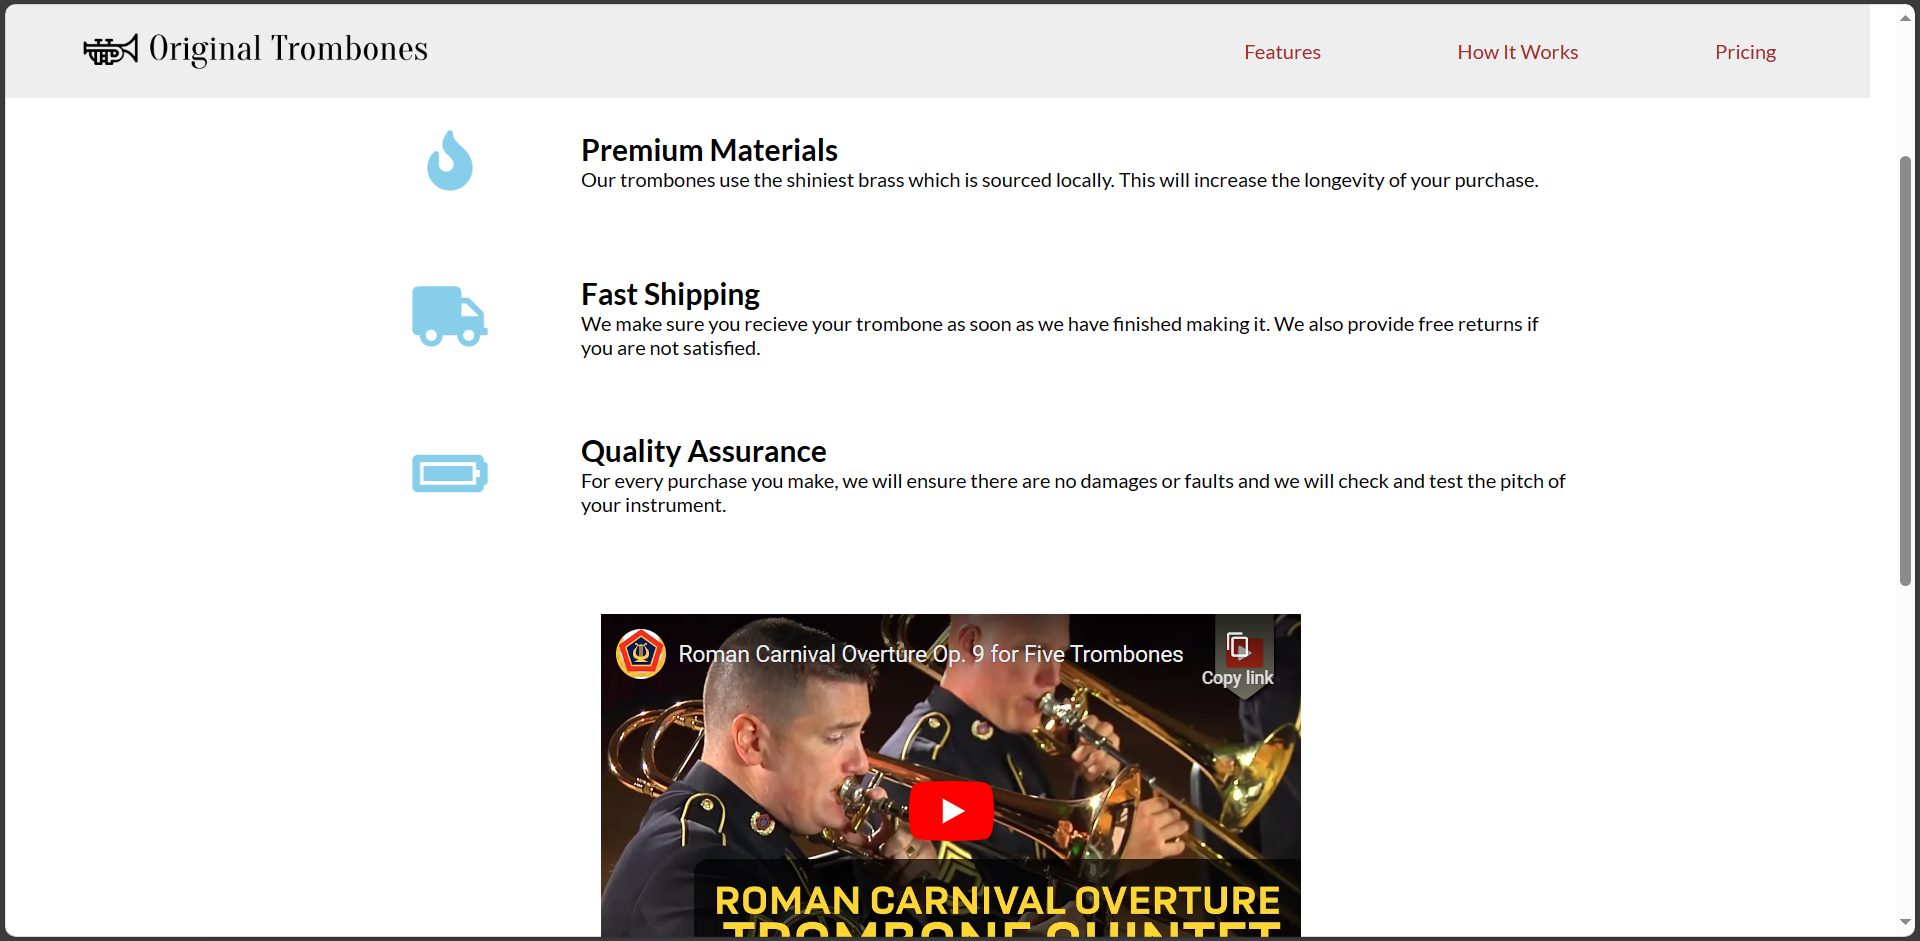 Original Trombones
Features
How It Works
Pricing
Premium Materials
Our trombones use the shiniest brass which is sourced locally. This will increase the longevity of your purchase.
Fast Shipping
We make sure you recieve your trombone as soon as we have finished making it. We also provide free returns if
you are not satisfied.
Quality Assurance
For every purchase you make, we will ensure there are no damages or faults and we will check and test the pitch of
your instrument.
Roman Carnival Overture Op. 9 for Five Trombones
Copy link
ROMAN CARNIVAL OVERTURE
TROMBONE QUINTET